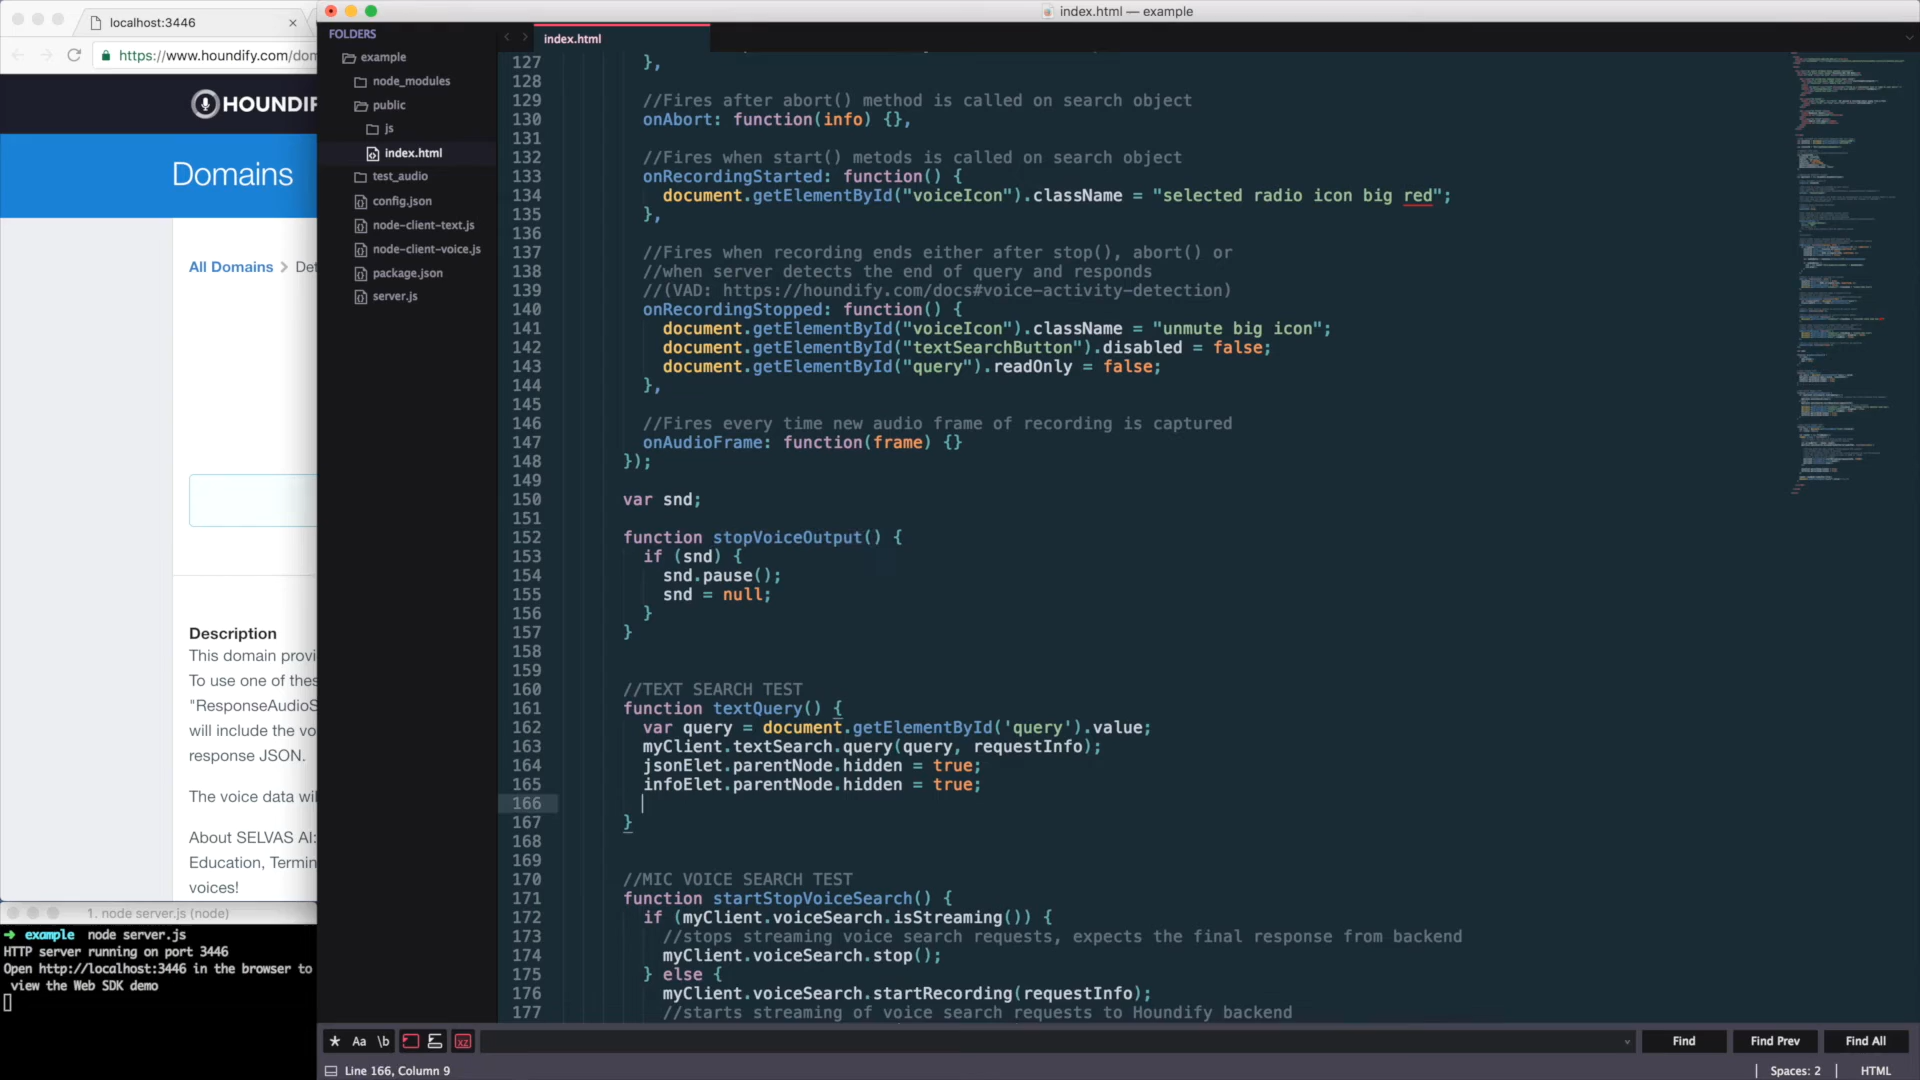 localhost:3446
https://www.houndify.com/don
HOUNDIF
Domains
All Domains
Det
Description
This domain provi
To use one of thes
"ResponseAudioS
will include the vo
response JSON.
The voice data wil
About SELVAS AI:
Education, Termin
voices!
1. node server.js (node)
➜ example node server.js
HTTP server running on port 3446
Open http://localhost:3446 in the browser to
view the Web SDK demo
index.html — example
FOLDERS
example
node_modules
public
js
index.html
test_audio
config.json
node-client-text.js
node-client-voice.js
package.json
server.js
index.html
127 },
128
129 //Fires after abort() method is called on search object
130 onAbort: function(info) {},
131
132 //Fires when start() metods is called on search object
133 onRecordingStarted: function() {
134 document.getElementById("voiceIcon").className = "selected radio icon big red";
135 },
136
137 //Fires when recording ends either after stop(), abort() or
138 //when server detects the end of query and responds
139 //(VAD: https://houndify.com/docs#voice-activity-detection)
140 onRecordingStopped: function() {
141 document.getElementById("voiceIcon").className = "unmute big icon";
142 document.getElementById("textSearchButton").disabled = false;
143 document.getElementById("query").readOnly = false;
144 },
145
146 //Fires every time new audio frame of recording is captured
147 onAudioFrame: function(frame) {}
148 });
149
150 var snd;
151
152 function stopVoiceOutput() {
153 if (snd) {
154 snd.pause();
155 snd = null;
156 }
157 }
158
159
160 //TEXT SEARCH TEST
161 function textQuery() {
162 var query = document.getElementById('query').value;
163 myClient.textSearch.query(query, requestInfo);
164 jsonElet.parentNode.hidden = true;
165 infoElet.parentNode.hidden = true;
166
167 }
168
169
170 //MIC VOICE SEARCH TEST
171 function startStopVoiceSearch() {
172 if (myClient.voiceSearch.isStreaming()) {
173 //stops streaming voice search requests, expects the final response from backend
174 myClient.voiceSearch.stop();
175 } else {
176 myClient.voiceSearch.startRecording(requestInfo);
177 //starts streaming of voice search requests to Houndify backend
Aa
\b
Find
Find Prev
Find All
Line 166, Column 9
Spaces: 2
HTML